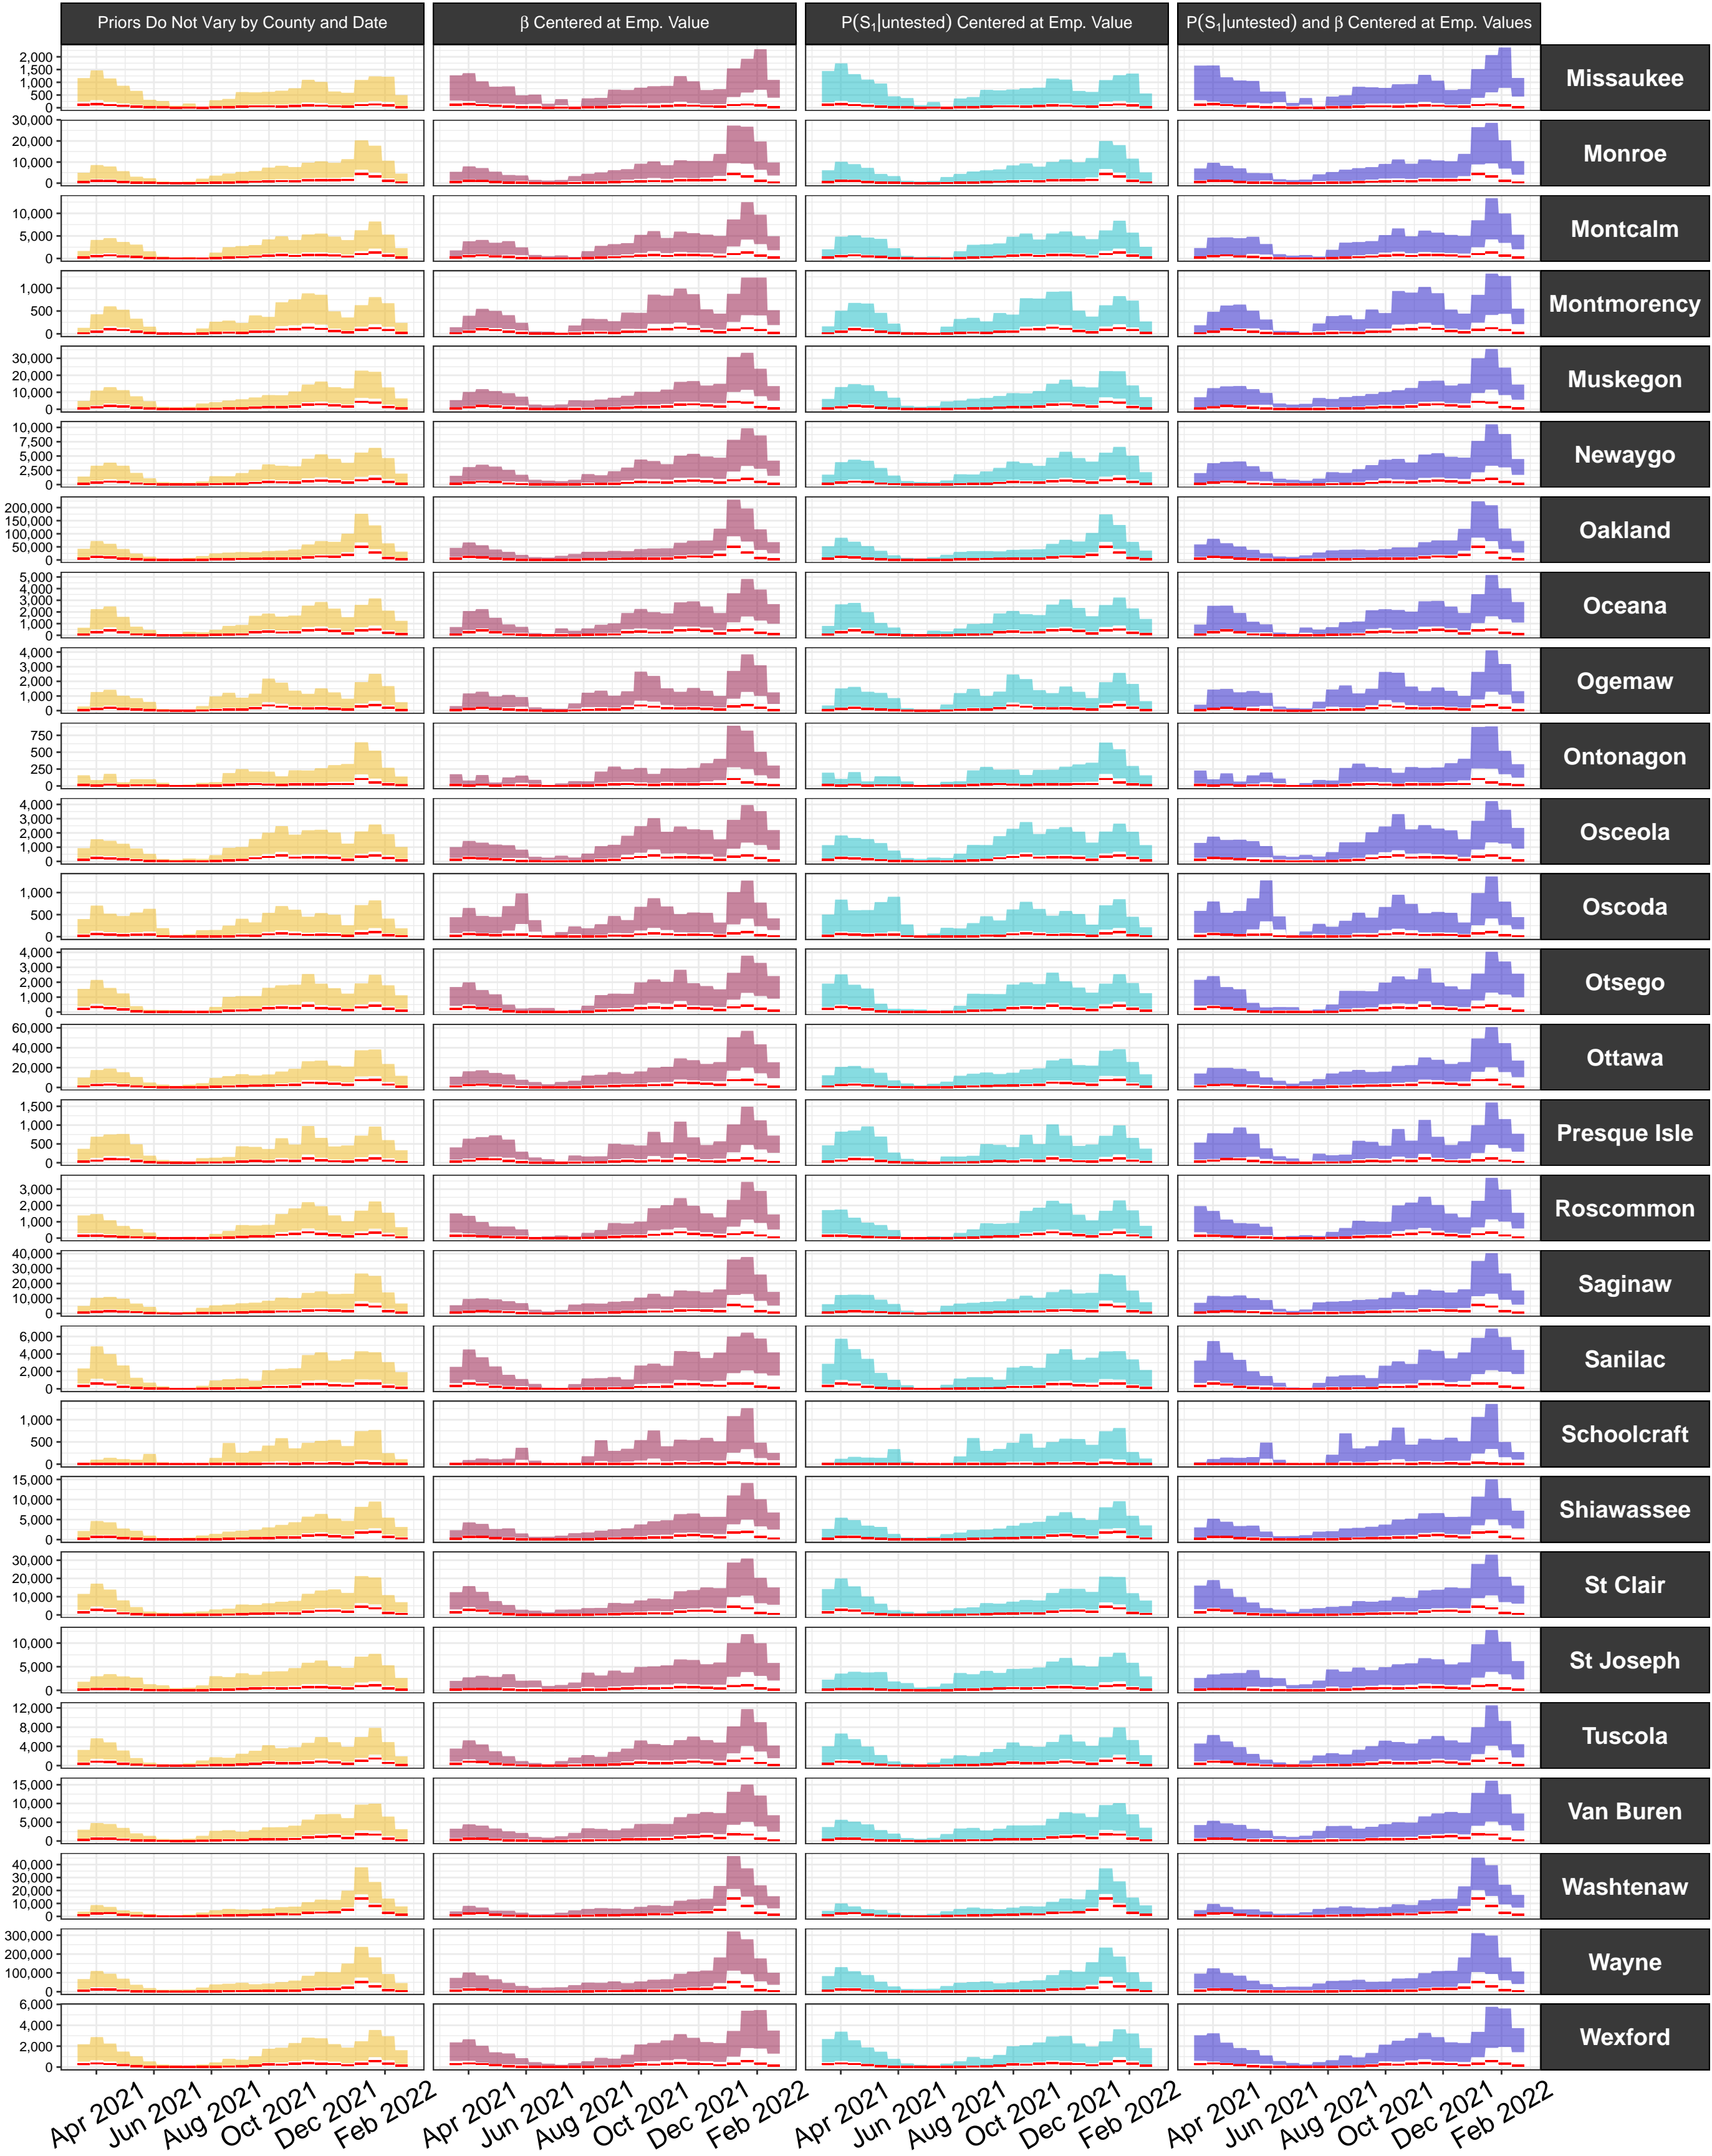 Priors Do Not Vary by County and Date
β Centered at Emp. Value
P(S₁|untested) Centered at Emp. Value
P(S₁|untested) and β Centered at Emp. Values
2,000
1,500
1,000
500
0
Missaukee
30,000
20,000
10,000
0
Monroe
10,000
5,000
0
Montcalm
1,000
500
0
Montmorency
30,000
20,000
10,000
0
Muskegon
10,000
7,500
5,000
2,500
0
Newaygo
200,000
150,000
100,000
50,000
0
Oakland
5,000
4,000
3,000
2,000
1,000
0
Oceana
4,000
3,000
2,000
1,000
0
Ogemaw
750
500
250
0
Ontonagon
4,000
3,000
2,000
1,000
0
Osceola
1,000
500
0
Oscoda
4,000
3,000
2,000
1,000
0
Otsego
60,000
40,000
20,000
0
Ottawa
1,500
1,000
500
0
Presque Isle
3,000
2,000
1,000
0
Roscommon
40,000
30,000
20,000
10,000
0
Saginaw
6,000
4,000
2,000
0
Sanilac
1,000
500
0
Schoolcraft
15,000
10,000
5,000
0
Shiawassee
30,000
20,000
10,000
0
St Clair
10,000
5,000
0
St Joseph
12,000
8,000
4,000
0
Tuscola
15,000
10,000
5,000
0
Van Buren
40,000
30,000
20,000
10,000
0
Washtenaw
300,000
200,000
100,000
0
Wayne
6,000
4,000
2,000
0
Wexford
Apr 2021
Jun 2021
Aug 2021
Oct 2021
Dec 2021
Feb 2022
Apr 2021
Jun 2021
Aug 2021
Oct 2021
Dec 2021
Feb 2022
Apr 2021
Jun 2021
Aug 2021
Oct 2021
Dec 2021
Feb 2022
Apr 2021
Jun 2021
Aug 2021
Oct 2021
Dec 2021
Feb 2022